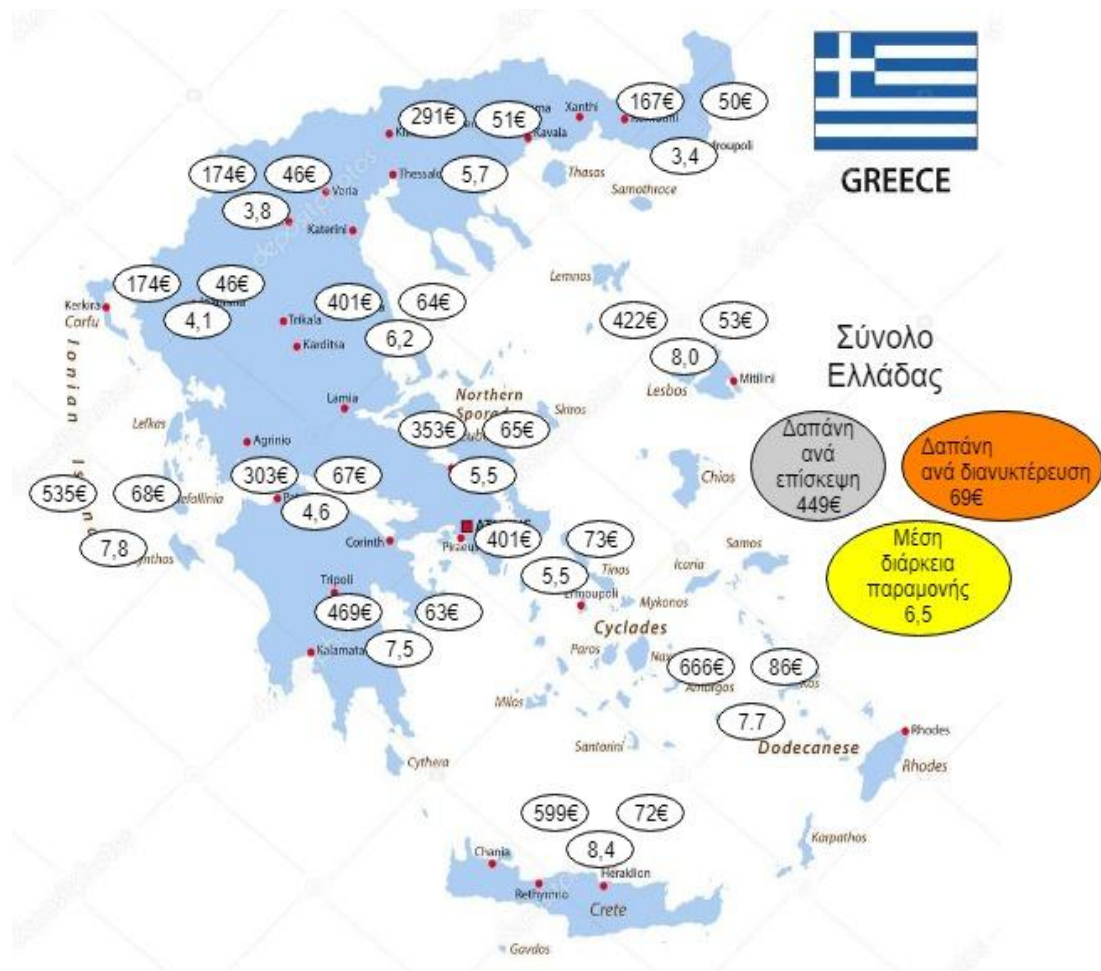 GREECE
Xanthi
167€
50€
291€
51€
Kavala
3,4
Thessalo
5,7
Thasos
Samothrace
174€
46€
Veria
3,8
Katerini
Lemnos
174€
46€
401€
64€
Kerkira
Corfu
4,1
Trikala
6,2
Karditsa
422€
53€
8,0
Mitilini
Lesbos
Σύνολο
Ελλάδας
Ionian
Lamia
Northern
Skiros
Lefkas
353€
65€
Agrinio
5,5
Chios
Δαπάνη
ανά
επίσκεψη
449€
Δαπάνη
ανά διανυκτέρευση
69€
303€
67€
4,6
535€
68€
7,8
Corinth
Piraeus
401€
73€
5,5
Tinos
Icaria
Samos
Μέση
διάρκεια
παραμονής
6,5
Tripoli
469€
63€
7,5
Kalamata
Ermoupoli
Mykonos
Cyclades
Paros
666€
86€
Amorgos
7.7
Milos
Santorini
Dodecanese
Rhodes
Rhodes
Cythera
Karpathos
599€
72€
8,4
Chania
Heraklion
Rethymno
Crete
Gavdos
depositphotos